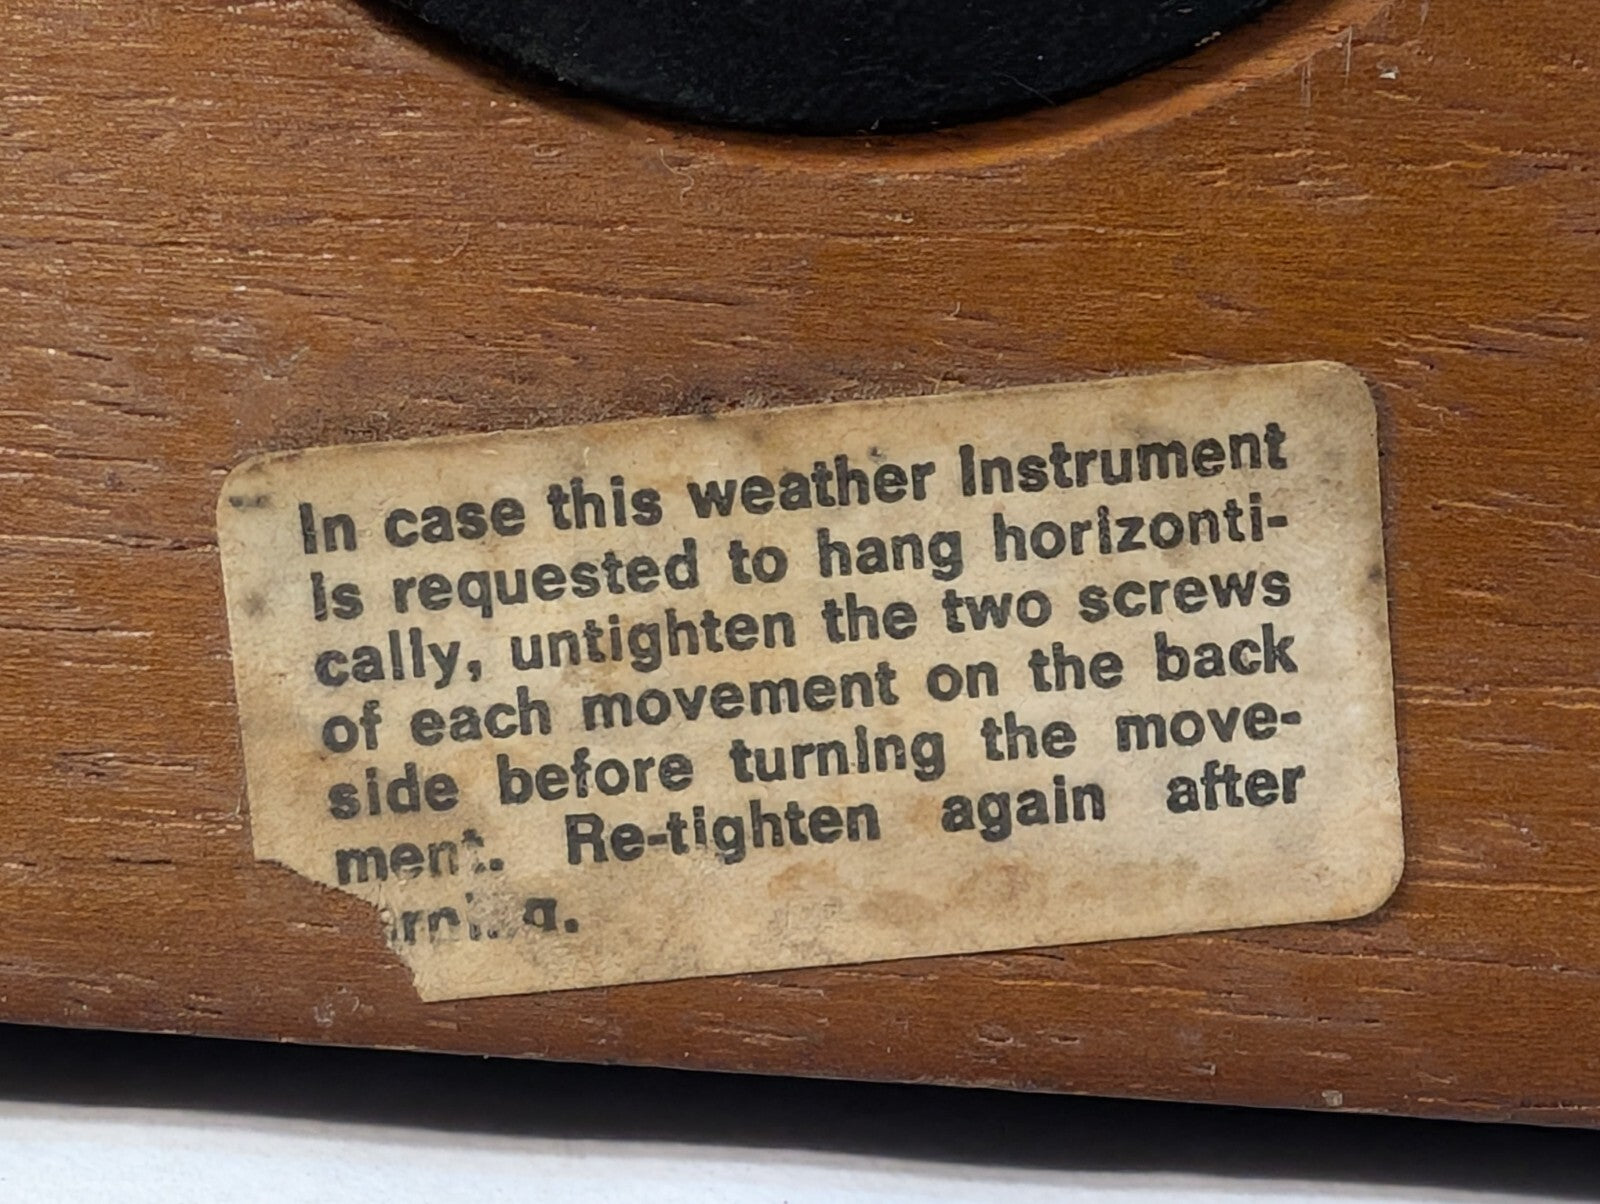 In case this weather Instrument
is requested to hang horizonti-
cally, untighten the two screws
of each movement on the back
side before turning the move-
ment. Re-tighten again after